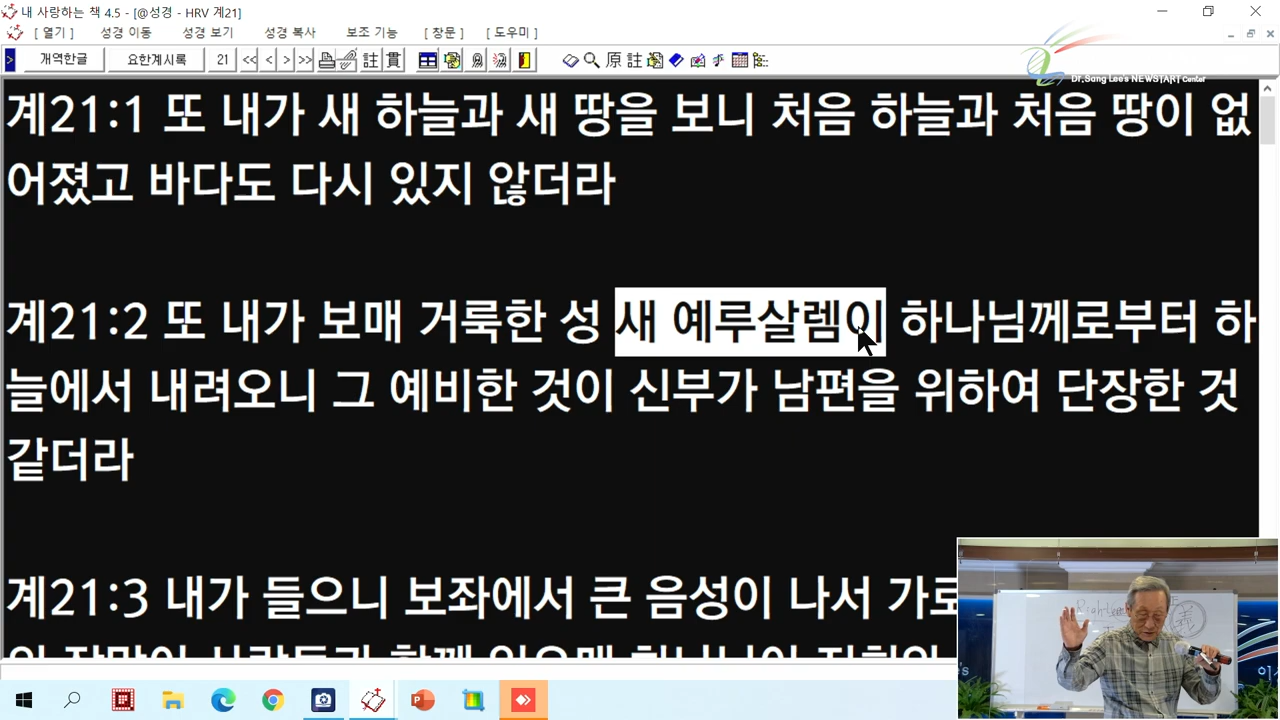 내 사랑하는 책 4.5 - [@성경 - HRV 계21]
[ 열기 ] 성경 이동 성경 보기 성경 복사 보조 기능 [ 창문 ] [ 도우미 ]
개역한글 요한계시록 21 << < > >> 註 貫 原 註
Dr.Sang Lee's NEWSTART Center
계21:1 또 내가 새 하늘과 새 땅을 보니 처음 하늘과 처음 땅이 없
어졌고 바다도 다시 있지 않더라
계21:2 또 내가 보매 거룩한 성 새 예루살렘이 하나님께로부터 하
늘에서 내려오니 그 예비한 것이 신부가 남편을 위하여 단장한 것
같더라
계21:3 내가 들으니 보좌에서 큰 음성이 나서